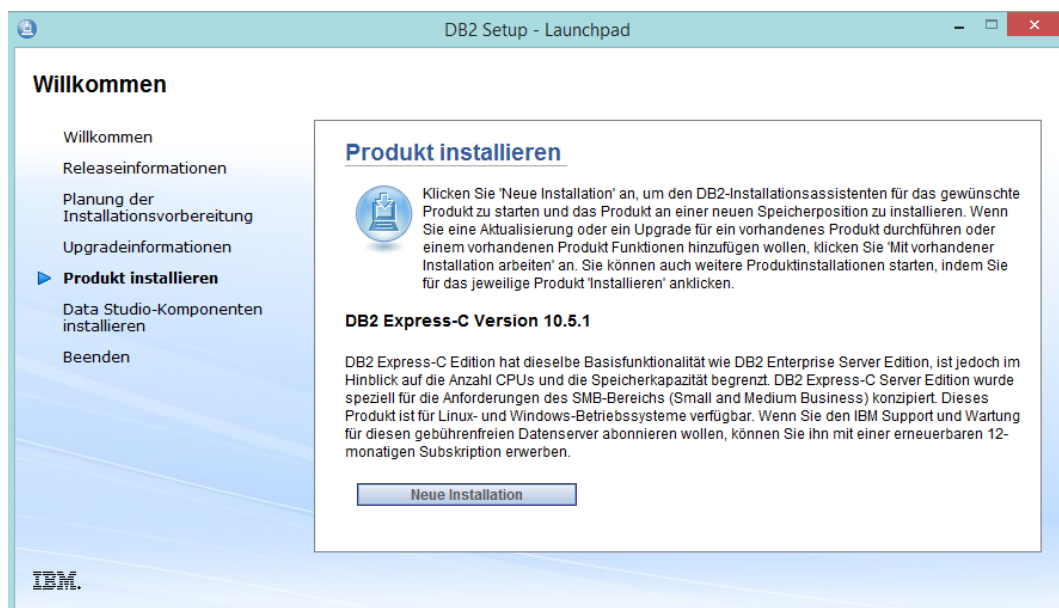 DB2 Setup - Launchpad
Willkommen
Willkommen
Releaseinformationen
Planung der
Installationsvorbereitung
Upgradeinformationen
Produkt installieren
Data Studio-Komponenten
installieren
Beenden
Produkt installieren
Klicken Sie 'Neue Installation' an, um den DB2-Installationsassistenten für das gewünschte
Produkt zu starten und das Produkt an einer neuen Speicherposition zu installieren. Wenn
Sie eine Aktualisierung oder ein Upgrade für ein vorhandenes Produkt durchführen oder
einem vorhandenen Produkt Funktionen hinzufügen wollen, klicken Sie 'Mit vorhandener
Installation arbeiten' an. Sie können auch weitere Produktinstallationen starten, indem Sie
für das jeweilige Produkt 'Installieren' anklicken.
DB2 Express-C Version 10.5.1
DB2 Express-C Edition hat dieselbe Basisfunktionalität wie DB2 Enterprise Server Edition, ist jedoch im
Hinblick auf die Anzahl CPUs und die Speicherkapazität begrenzt. DB2 Express-C Server Edition wurde
speziell für die Anforderungen des SMB-Bereichs (Small and Medium Business) konzipiert. Dieses
Produkt ist für Linux- und Windows-Betriebssysteme verfügbar. Wenn Sie den IBM Support und Wartung
für diesen gebührenfreien Datenserver abonnieren wollen, können Sie ihn mit einer erneuerbaren 12-
monatigen Subskription erwerben.
Neue Installation
IBM.